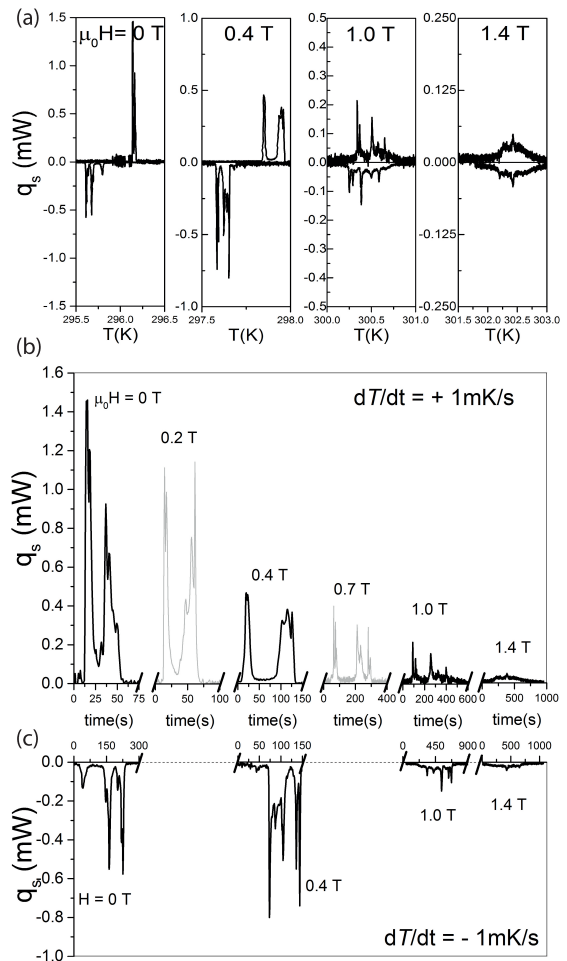 (a)
μ₀H= 0 T
0.4 T
1.0 T
1.4 T
1.5
1.0
0.5
0.0
-0.5
-1.0
-1.5
1.0
0.5
0.0
-0.5
-1.0
0.5
0.4
0.3
0.2
0.1
0.0
-0.1
-0.2
-0.3
-0.4
-0.5
0.250
0.125
0.000
-0.125
-0.250
qs (mW)
295.5 296.0 296.5
297.5 298.0
300.0 300.5 301.0
301.5 302.0 302.5 303.0
T(K) T(K) T(K) T(K)
(b)
dT/dt = + 1mK/s
μ₀H = 0 T
0.2 T
0.4 T
0.7 T
1.0 T
1.4 T
1.6
1.4
1.2
1.0
0.8
0.6
0.4
0.2
0.0
qs (mW)
0 25 50 75
0 50 100
0 50 100 150
0 200 400
0 200 400 600
0 500 1000
time(s) time(s) time(s) time(s) time(s) time(s)
(c)
0 150 300
0 50 100 150
0 450 900
0 500 1000
0.0
-0.2
-0.4
-0.6
-0.8
-1.0
qs (mW)
H = 0 T
0.4 T
1.0 T
1.4 T
dT/dt = - 1mK/s